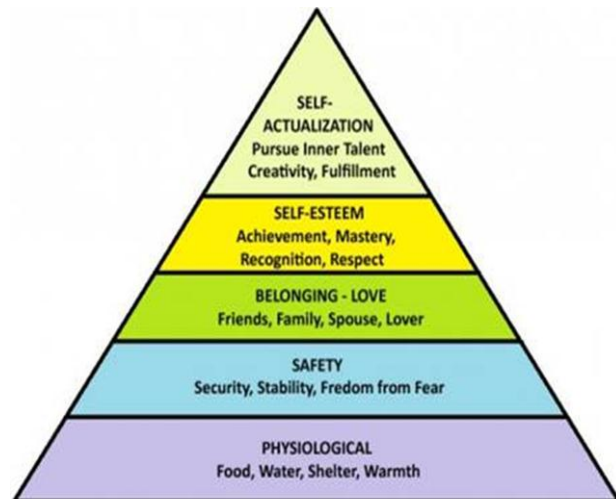 SELF-
ACTUALIZATION
Pursue Inner Talent
Creativity, Fulfillment
SELF-ESTEEM
Achievement, Mastery,
Recognition, Respect
BELONGING - LOVE
Friends, Family, Spouse, Lover
SAFETY
Security, Stability, Fredom from Fear
PHYSIOLOGICAL
Food, Water, Shelter, Warmth